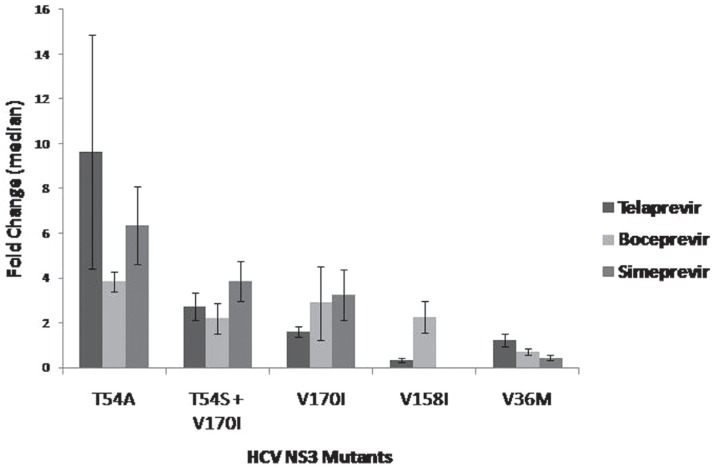 16
14
12
10
8
6
4
2
0
Fold Change (median)
T54A
T54S+
V170I
V170I
V158I
V36M
HCV NS3 Mutants
Telaprevir
Boceprevir
Simeprevir